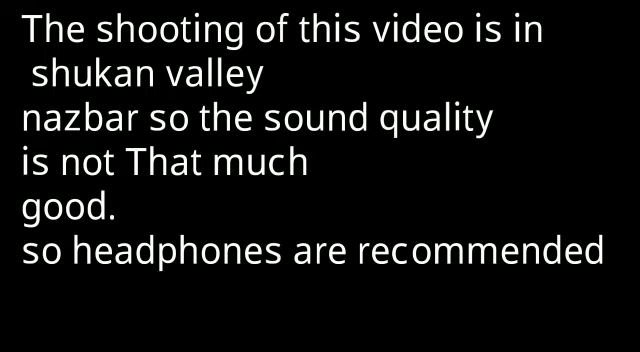 The shooting of this video is in
shukan valley
nazbar so the sound quality
is not That much
good.
so headphones are recommended